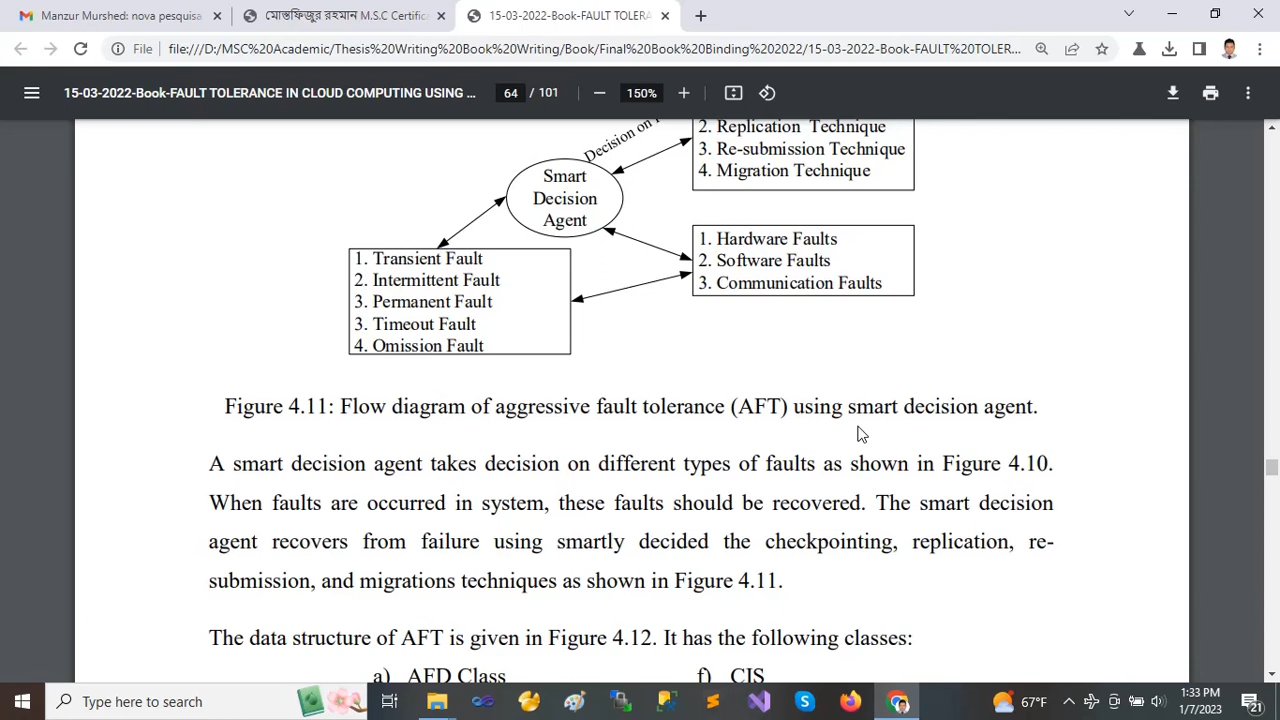 Manzur Murshed: nova pesquisa
মোস্তফিজুর রহমান M.S.C Certific
15-03-2022-Book-FAULT TOLERA
File
file:///D:/MSC%20Academic/Thesis%20Writing%20Book%20Writing/Book/Final%20Book%20Binding%202022/15-03-2022-Book-FAULT%20TOLER...
15-03-2022-Book-FAULT TOLERANCE IN CLOUD COMPUTING USING ...
64 / 101
150%
Decision on
2. Replication Technique
3. Re-submission Technique
4. Migration Technique
Smart
Decision
Agent
1. Hardware Faults
2. Software Faults
3. Communication Faults
1. Transient Fault
2. Intermittent Fault
3. Permanent Fault
3. Timeout Fault
4. Omission Fault
Figure 4.11: Flow diagram of aggressive fault tolerance (AFT) using smart decision agent.
A smart decision agent takes decision on different types of faults as shown in Figure 4.10.
When faults are occurred in system, these faults should be recovered. The smart decision
agent recovers from failure using smartly decided the checkpointing, replication, re-
submission, and migrations techniques as shown in Figure 4.11.
The data structure of AFT is given in Figure 4.12. It has the following classes:
a) AFD Class
f) CIS
Type here to search
67°F
1:33 PM
1/7/2023
21